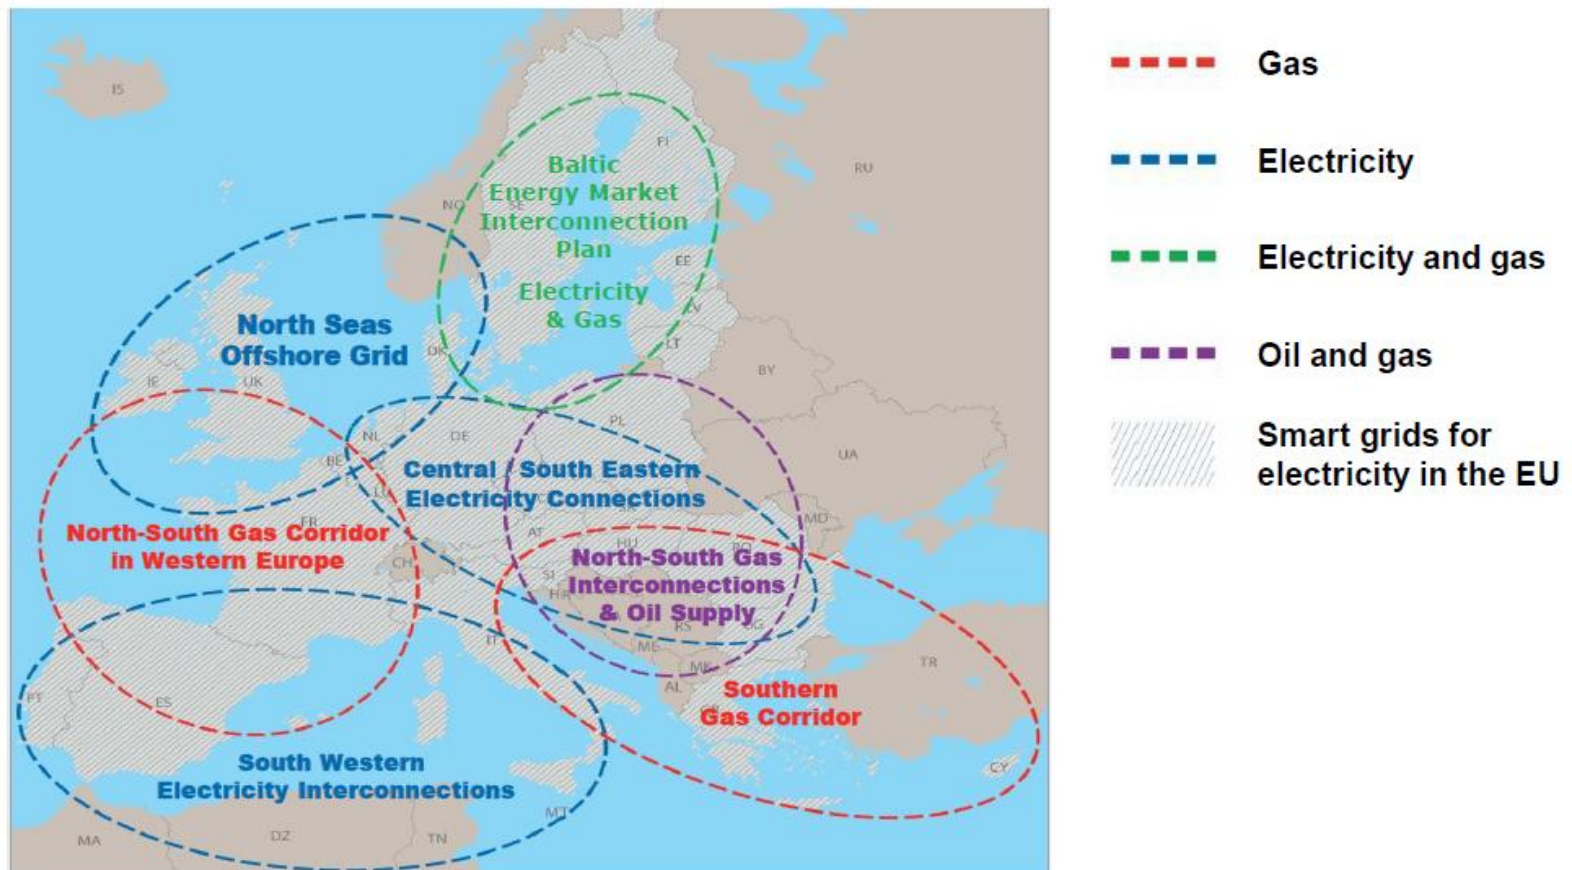 IS
RU
FI
NO
SE
Baltic
Energy Market
Interconnection
Plan
Electricity
& Gas
EE
LV
LT
DK
North Seas
Offshore Grid
IE
UK
BY
PL
NL
DE
BE
UA
Central / South Eastern
Electricity Connections
LU
FR
North-South Gas Corridor
in Western Europe
AT
HU
MD
RO
CH
SI
HR
North-South Gas
Interconnections
& Oil Supply
RS
BG
IT
ME
MK
AL
TR
Southern
Gas Corridor
GR
PT
ES
South Western
Electricity Interconnections
CY
MT
MA
DZ
TN
Gas
Electricity
Electricity and gas
Oil and gas
Smart grids for
electricity in the EU